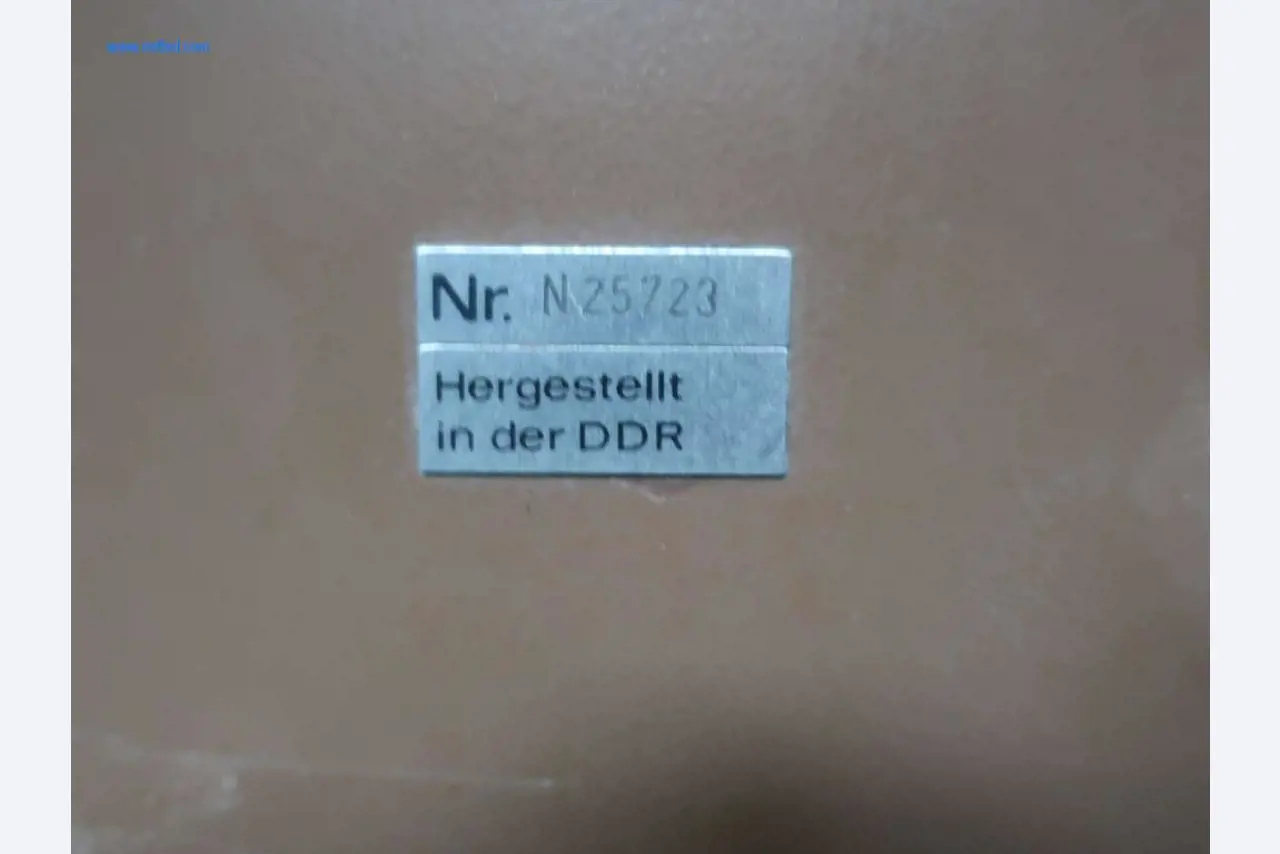 Nr. N 25723
Hergestellt
in der DDR